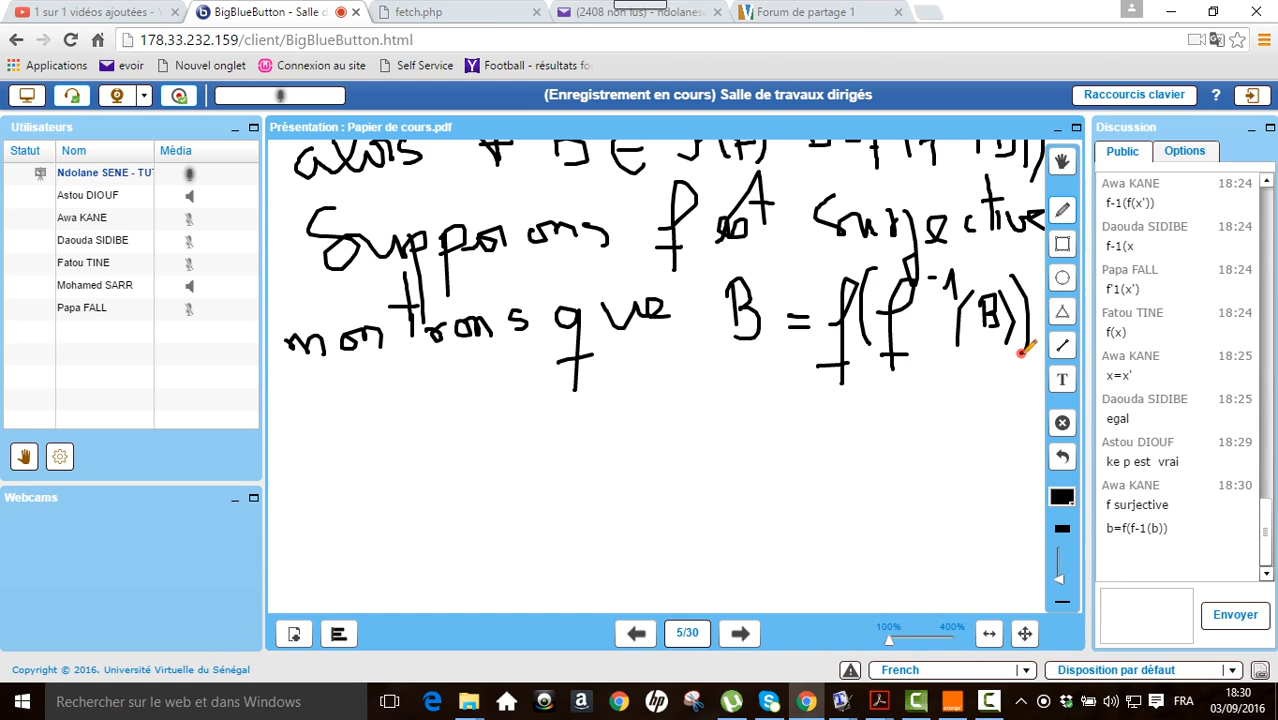 1 sur 1 vidéos ajoutées -
BigBlueButton - Salle d
fetch.php
(2408 non lus) - ndolanese
Forum de partage 1
178.33.232.159/client/BigBlueButton.html
Applications
evoir
Nouvel onglet
Connexion au site
Self Service
Football - résultats fo
(Enregistrement en cours) Salle de travaux dirigés
Raccourcis clavier
?
Utilisateurs
Statut Nom Média
Ndolane SENE - TUT
Astou DIOUF
Awa KANE
Daouda SIDIBE
Fatou TINE
Mohamed SARR
Papa FALL
Webcams
Présentation : Papier de cours.pdf
alors ∀ B ∈
Supposons f est surjective
montrons que B = f(f⁻¹(B))
T
5/30
100% 400%
Discussion
Public Options
Awa KANE 18:24
f-1(f(x'))
Daouda SIDIBE 18:24
f-1(x
Papa FALL 18:24
f'1(x')
Fatou TINE 18:24
f(x)
Awa KANE 18:25
x=x'
Daouda SIDIBE 18:25
egal
Astou DIOUF 18:29
ke p est vrai
Awa KANE 18:30
f surjective
b=f(f-1(b))
Envoyer
Copyright © 2016. Université Virtuelle du Sénégal
French
Disposition par défaut
Rechercher sur le web et dans Windows
FRA
18:30
03/09/2016